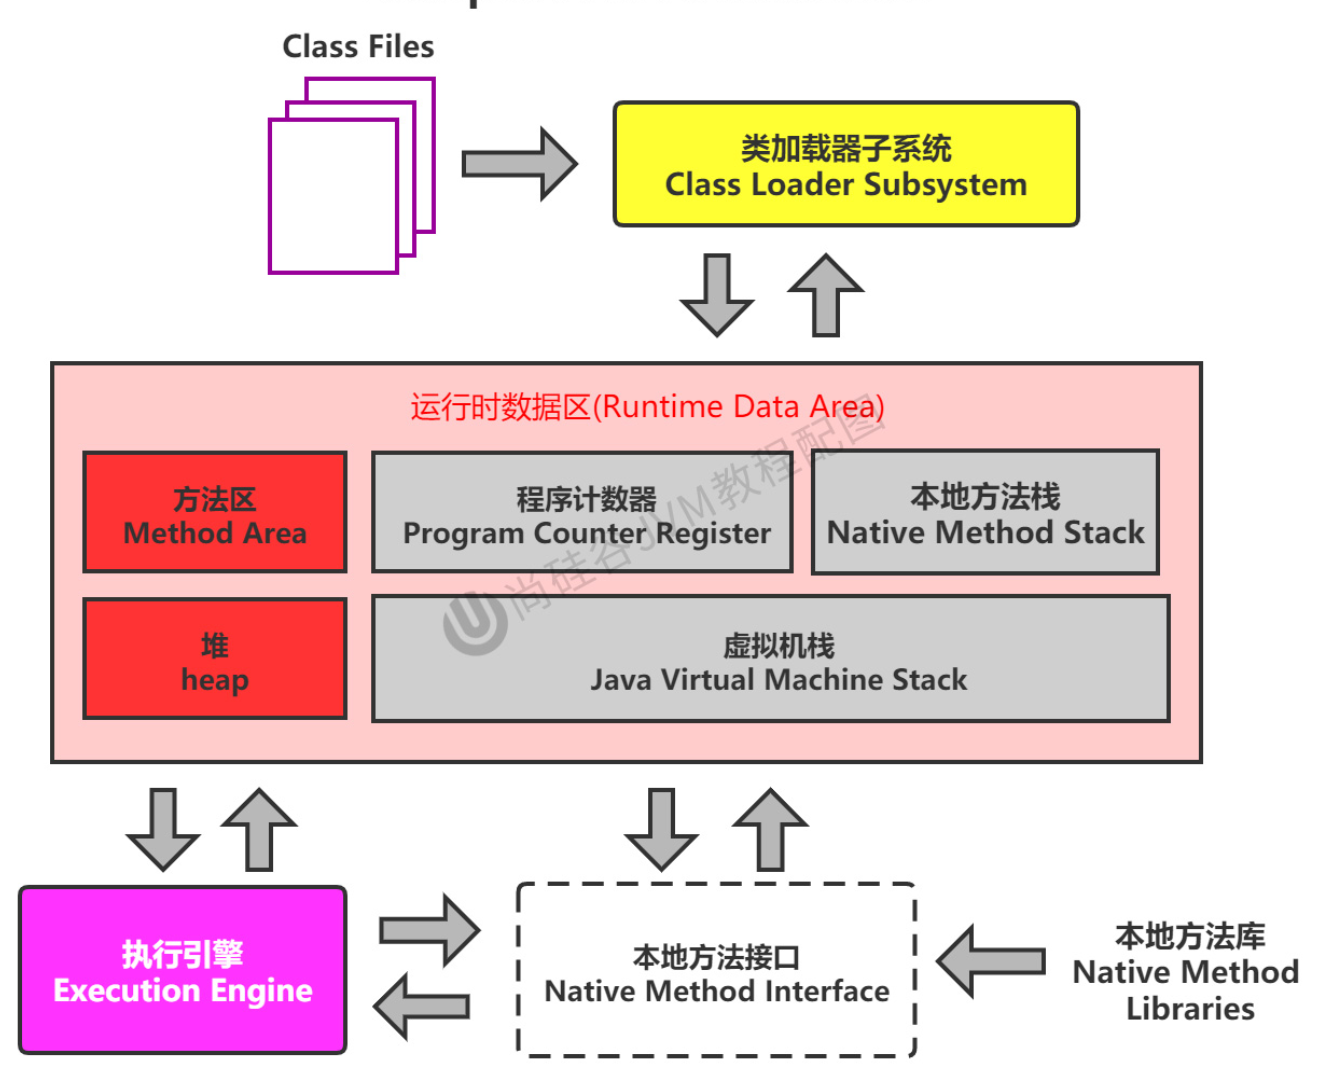 Class Files
类加载器子系统
Class Loader Subsystem
运行时数据区(Runtime Data Area)
方法区
Method Area
程序计数器
Program Counter Register
本地方法栈
Native Method Stack
堆
heap
虚拟机栈
Java Virtual Machine Stack
尚硅谷JVM教程配图
执行引擎
Execution Engine
本地方法接口
Native Method Interface
本地方法库
Native Method
Libraries